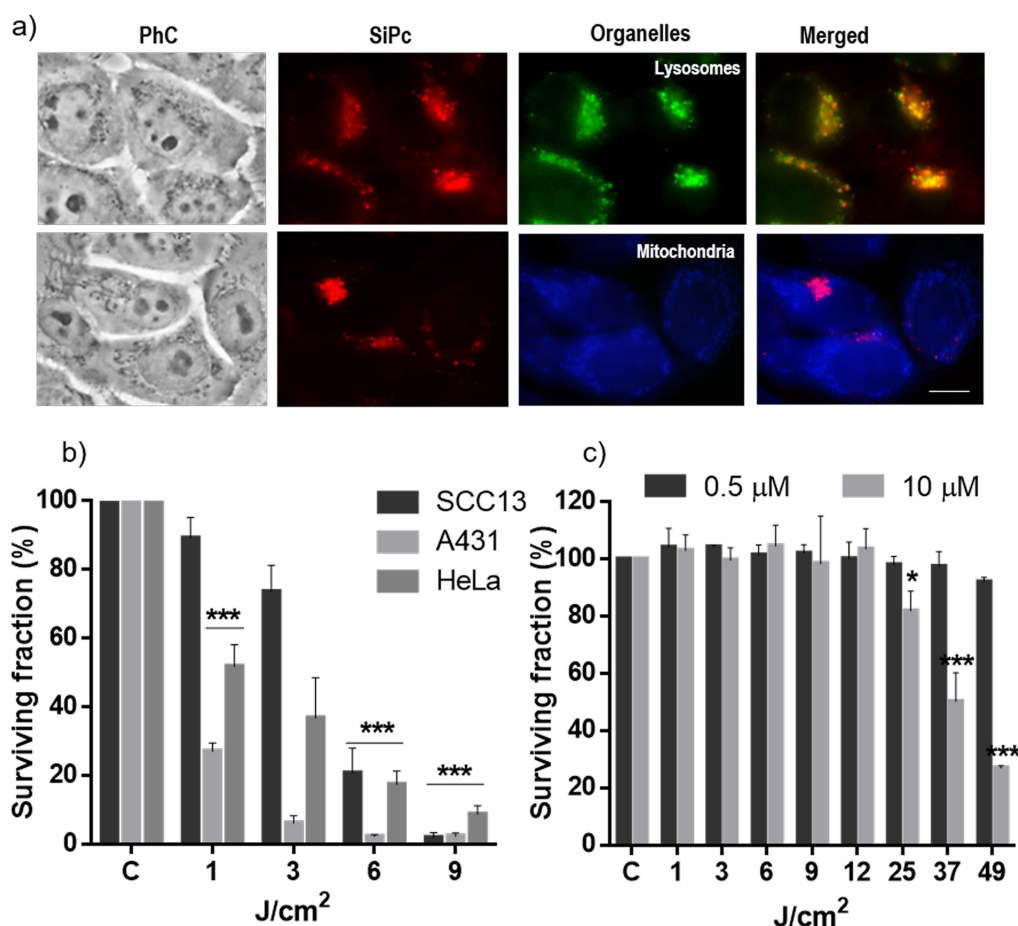 a)
PhC SiPc Organelles Merged
Lysosomes
Mitochondria
b)
100
80
60
40
20
0
Surviving fraction (%)
SCC13
A431
HeLa
***
***
***
C 1 3 6 9
J/cm²
c)
0.5 μM 10 μM
120
100
80
60
40
20
0
Surviving fraction (%)
*
***
***
C 1 3 6 9 12 25 37 49
J/cm²